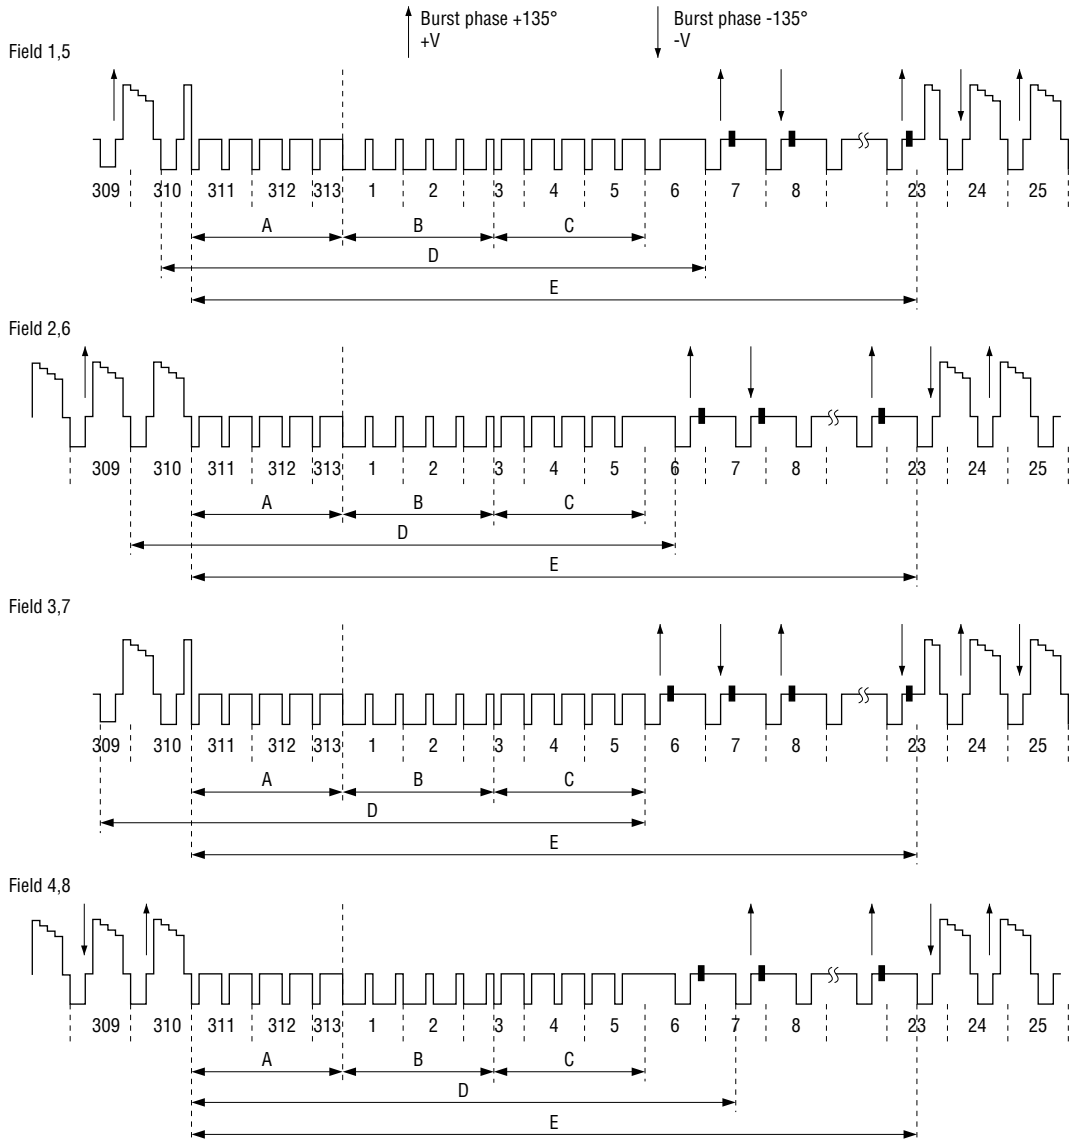 Burst phase +135°
+V
Burst phase -135°
-V
Field 1,5
309 310 311 312 313 1 2 3 4 5 6 7 8 23 24 25
A B C
D
E
Field 2,6
309 310 311 312 313 1 2 3 4 5 6 7 8 23 24 25
A B C
D
E
Field 3,7
309 310 311 312 313 1 2 3 4 5 6 7 8 23 24 25
A B C
D
E
Field 4,8
309 310 311 312 313 1 2 3 4 5 6 7 8 23 24 25
A B C
D
E